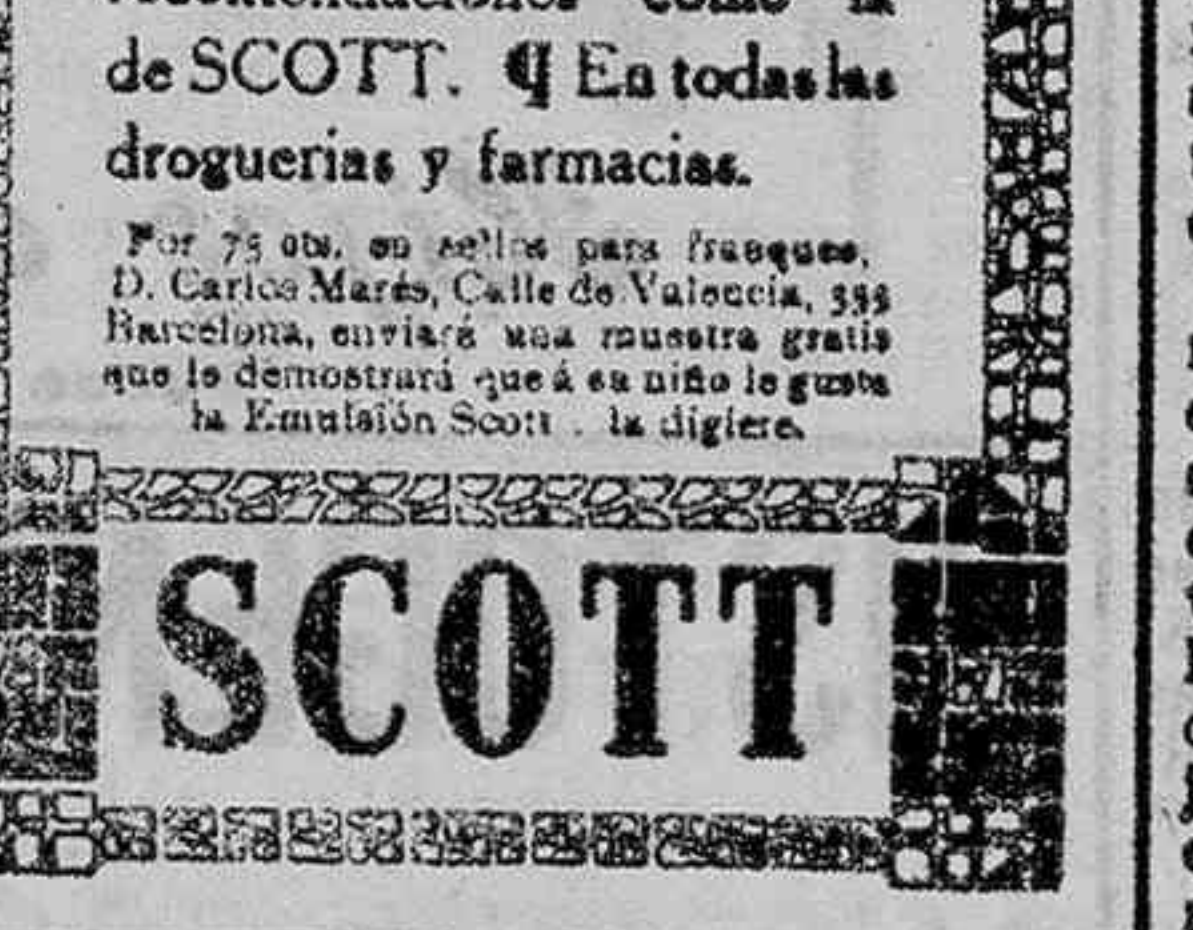 como la
de SCOTT. ¶ En todas las
droguerias y farmacias.
Por 75 cts. en sellos para franqueo,
D. Carlos Marés, Calle de Valencia, 333
Barcelona, enviará una muestra gratis
que le demostrará que á su niño le gusta
la Emulsión Scott . la digiere.
SCOTT